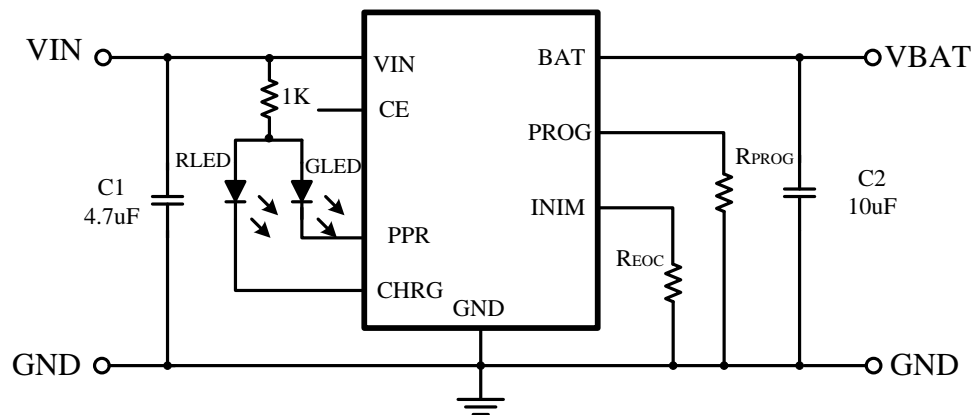 VIN
VIN
BAT
VBAT
1K
CE
PROG
RLED
GLED
RPROG
C1
4.7uF
C2
10uF
INIM
PPR
REOC
CHRG
GND
GND
GND